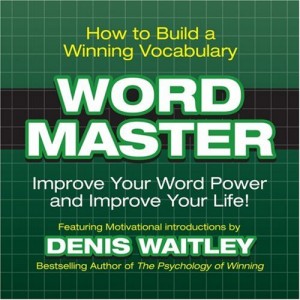 How to Build a
Winning Vocabulary
WORD
MASTER
Improve Your Word Power
and Improve Your Life!
Featuring Motivational introductions by
DENIS WAITLEY
Bestselling Author of The Psychology of Winning